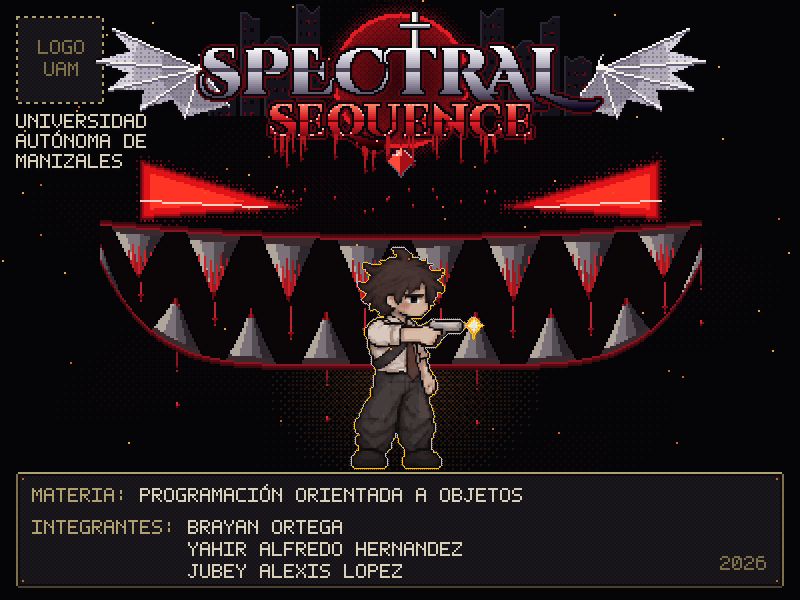 LOGO
UAM
SPECTRAL
SEQUENCE
UNIVERSIDAD
AUTÓNOMA DE
MANIZALES
MATERIA: PROGRAMACIÓN ORIENTADA A OBJETOS
INTEGRANTES: BRAYAN ORTEGA
YAHIR ALFREDO HERNANDEZ
JUBEY ALEXIS LOPEZ
2026